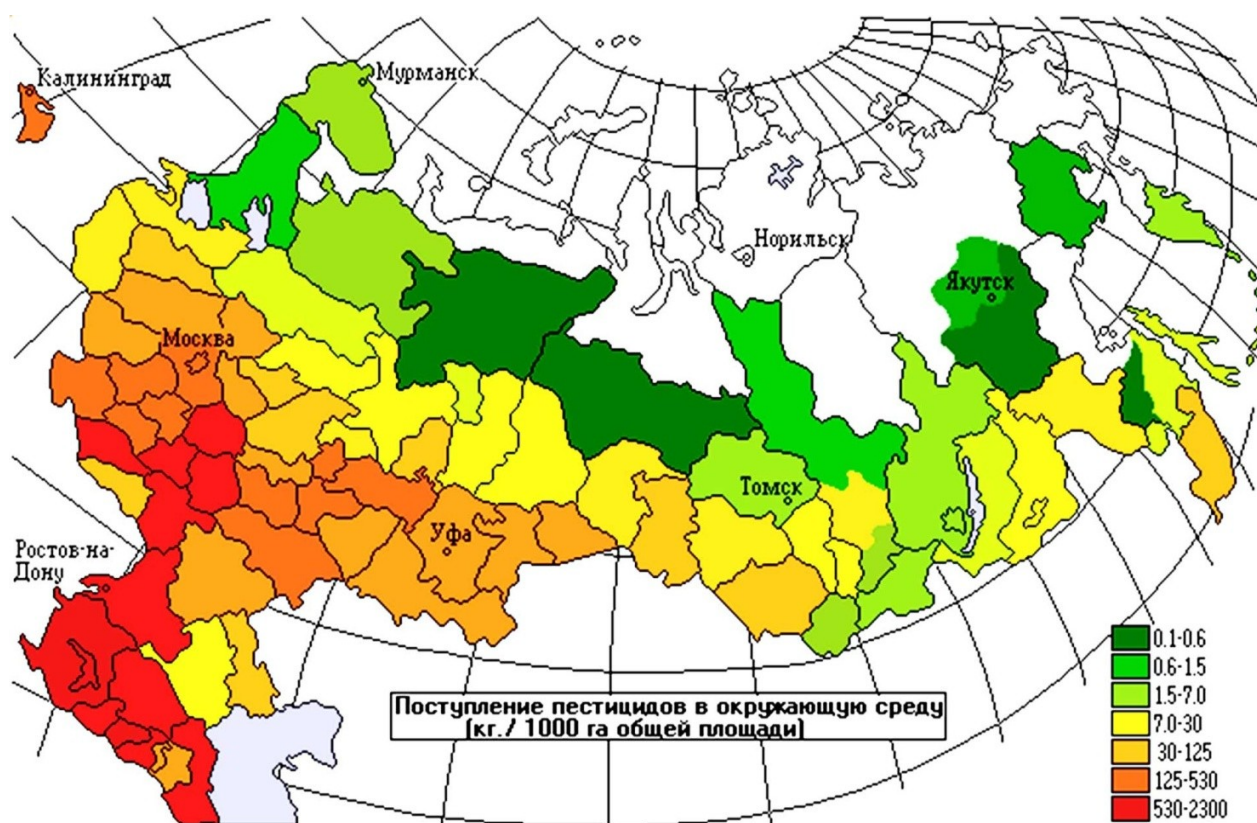 Калининград
Мурманск
Норильск
Якутск
Москва
Томск
Уфа
Ростов-на-
Дону
Поступление пестицидов в окружающую среду
(кг./ 1000 га общей площади)
0.1-0.6
0.6-1.5
1.5-7.0
7.0-30
30-125
125-530
530-2300